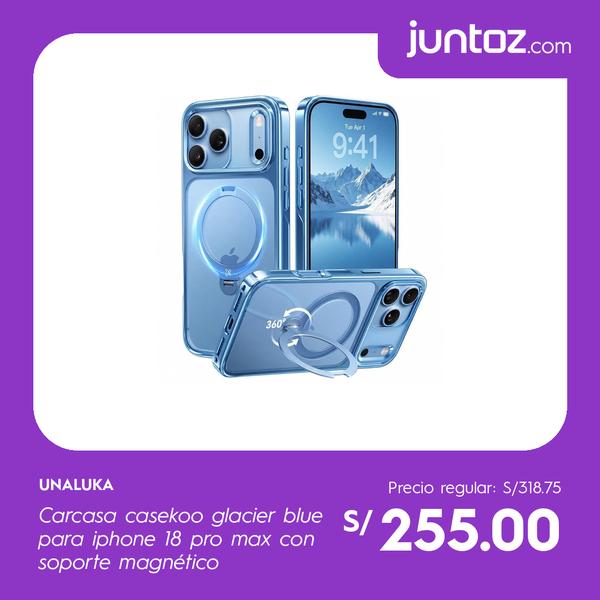 juntoz.com
Tue Apr 1
9:41
360°
UNALUKA
Carcasa casekoo glacier blue
para iphone 18 pro max con
soporte magnético
Precio regular: S/318.75
S/ 255.00